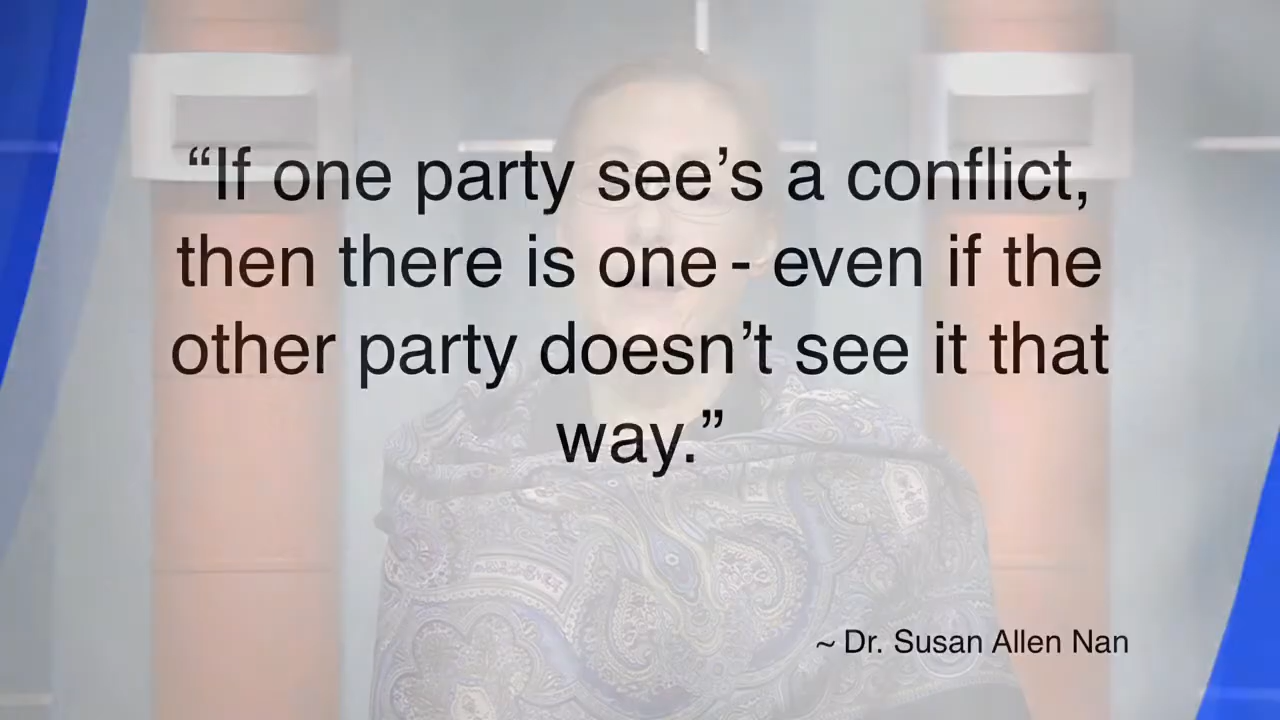 “If one party see’s a conflict,
then there is one - even if the
other party doesn’t see it that
way.”
~ Dr. Susan Allen Nan